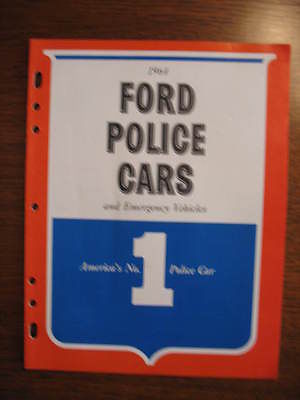 FORD
POLICE
CARS
and Emergency Vehicles
America's No. 1 Police Car